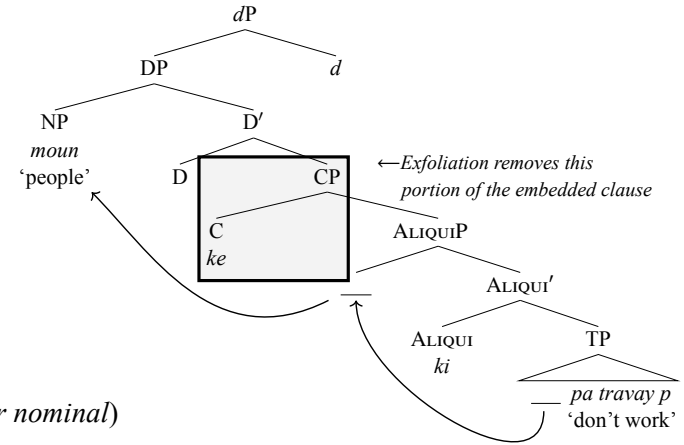 dP
DP d
NP D′
moun
‘people’
D CP ←Exfoliation removes this
portion of the embedded clause
C ALIQUIP
ke
ALIQUI′
ALIQUI TP
ki
pa travay p
‘don’t work’
r nominal)